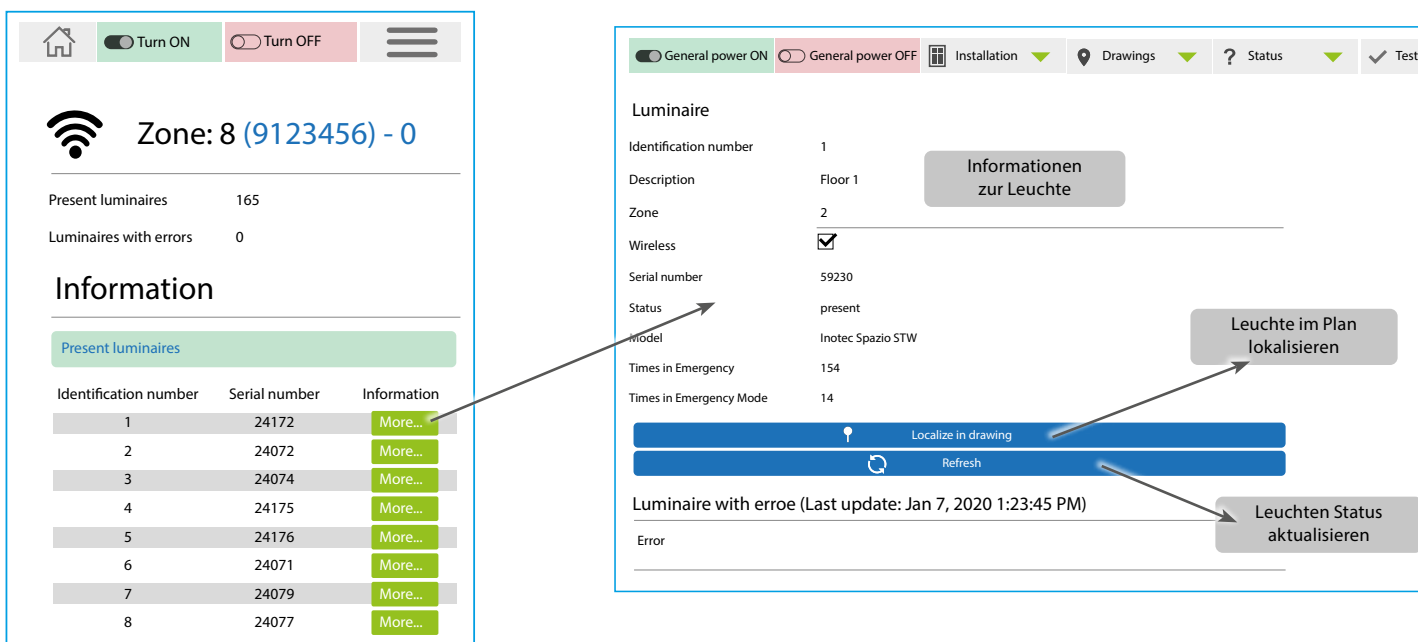 Turn ON Turn OFF
Zone: 8 (9123456) - 0
Present luminaires 165
Luminaires with errors 0
Information
Present luminaires
Identification number Serial number Information
1 24172 More...
2 24072 More...
3 24074 More...
4 24175 More...
5 24176 More...
6 24071 More...
7 24079 More...
8 24077 More...
General power ON General power OFF Installation Drawings ? Status Test
Luminaire
Identification number 1
Description Floor 1
Zone 2
Wireless
Serial number 59230
Status present
Model Inotec Spazio STW
Times in Emergency 154
Times in Emergency Mode 14
Informationen
zur Leuchte
Leuchte im Plan
lokalisieren
Localize in drawing
Refresh
Luminaire with erroe (Last update: Jan 7, 2020 1:23:45 PM)
Error
Leuchten Status
aktualisieren